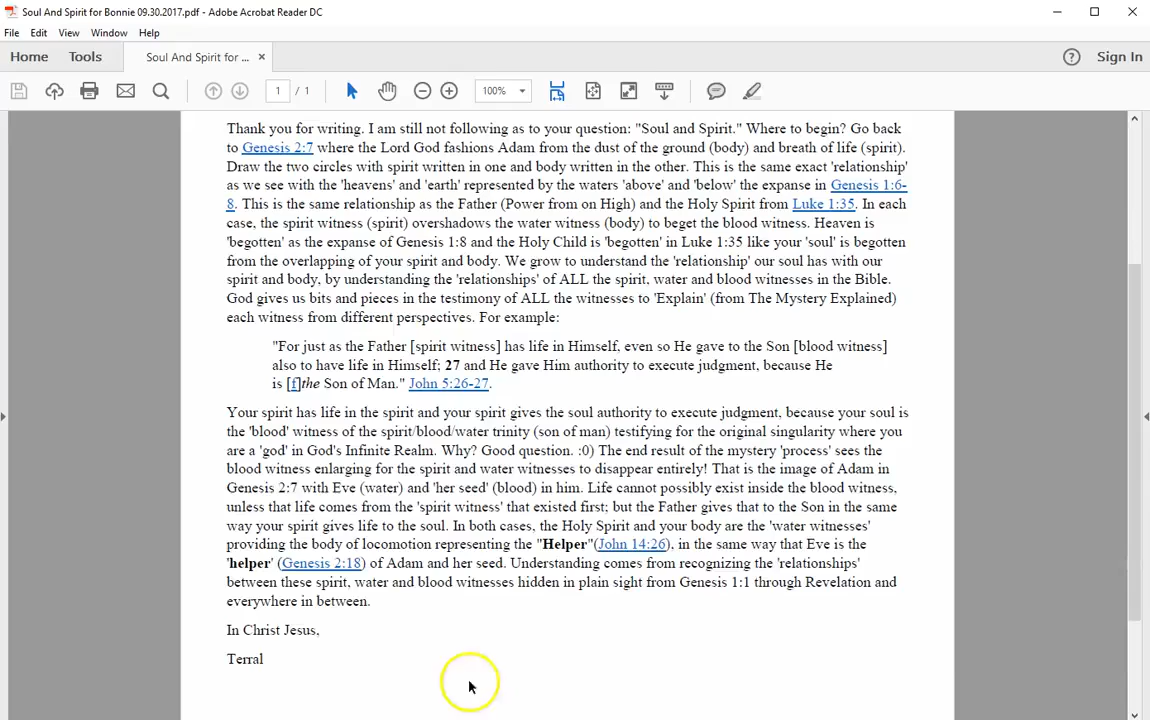 Soul And Spirit for Bonnie 09.30.2017.pdf - Adobe Acrobat Reader DC
File Edit View Window Help
Home Tools Soul And Spirit for ... × ? Sign In
1 / 1 100%
Thank you for writing. I am still not following as to your question: "Soul and Spirit." Where to begin? Go back
to Genesis 2:7 where the Lord God fashions Adam from the dust of the ground (body) and breath of life (spirit).
Draw the two circles with spirit written in one and body written in the other. This is the same exact 'relationship'
as we see with the 'heavens' and 'earth' represented by the waters 'above' and 'below' the expanse in Genesis 1:6-
8. This is the same relationship as the Father (Power from on High) and the Holy Spirit from Luke 1:35. In each
case, the spirit witness (spirit) overshadows the water witness (body) to beget the blood witness. Heaven is
'begotten' as the expanse of Genesis 1:8 and the Holy Child is 'begotten' in Luke 1:35 like your 'soul' is begotten
from the overlapping of your spirit and body. We grow to understand the 'relationship' our soul has with our
spirit and body, by understanding the 'relationships' of ALL the spirit, water and blood witnesses in the Bible.
God gives us bits and pieces in the testimony of ALL the witnesses to 'Explain' (from The Mystery Explained)
each witness from different perspectives. For example:
"For just as the Father [spirit witness] has life in Himself, even so He gave to the Son [blood witness]
also to have life in Himself; 27 and He gave Him authority to execute judgment, because He
is [f]the Son of Man." John 5:26-27.
Your spirit has life in the spirit and your spirit gives the soul authority to execute judgment, because your soul is
the 'blood' witness of the spirit/blood/water trinity (son of man) testifying for the original singularity where you
are a 'god' in God's Infinite Realm. Why? Good question. :0) The end result of the mystery 'process' sees the
blood witness enlarging for the spirit and water witnesses to disappear entirely! That is the image of Adam in
Genesis 2:7 with Eve (water) and 'her seed' (blood) in him. Life cannot possibly exist inside the blood witness,
unless that life comes from the 'spirit witness' that existed first; but the Father gives that to the Son in the same
way your spirit gives life to the soul. In both cases, the Holy Spirit and your body are the 'water witnesses'
providing the body of locomotion representing the "Helper"(John 14:26), in the same way that Eve is the
'helper' (Genesis 2:18) of Adam and her seed. Understanding comes from recognizing the 'relationships'
between these spirit, water and blood witnesses hidden in plain sight from Genesis 1:1 through Revelation and
everywhere in between.
In Christ Jesus,
Terral